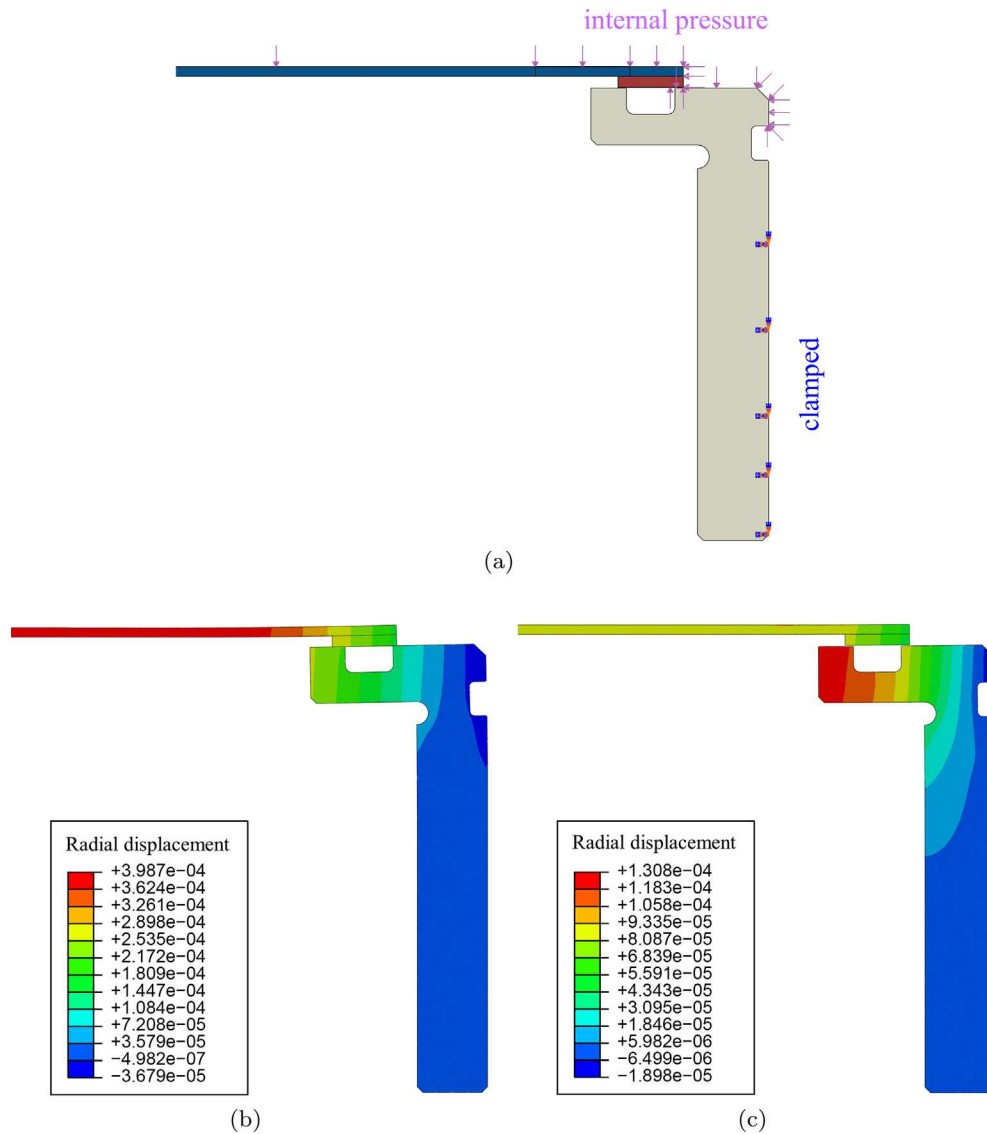 internal pressure
clamped
(a)
Radial displacement
+3.987e−04
+3.624e−04
+3.261e−04
+2.898e−04
+2.535e−04
+2.172e−04
+1.809e−04
+1.447e−04
+1.084e−04
+7.208e−05
+3.579e−05
−4.982e−07
−3.679e−05
(b)
Radial displacement
+1.308e−04
+1.183e−04
+1.058e−04
+9.335e−05
+8.087e−05
+6.839e−05
+5.591e−05
+4.343e−05
+3.095e−05
+1.846e−05
+5.982e−06
−6.499e−06
−1.898e−05
(c)